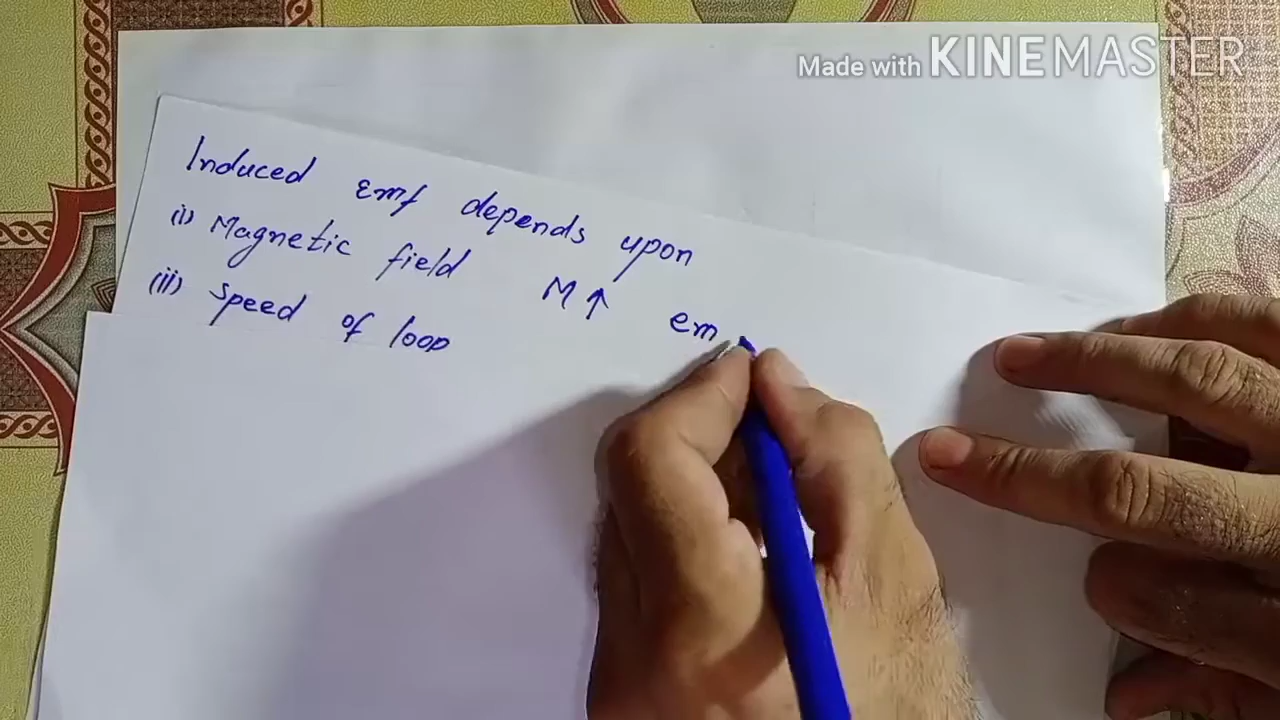 Made with KINEMASTER
Induced emf depends upon
(i) Magnetic field M↑ em
(ii) Speed of loop